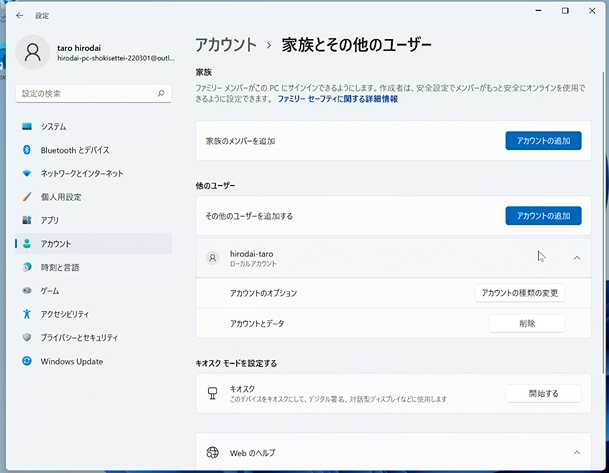 設定
taro hirodai
hirodai-pc-shokisettei-220301@outl...
設定の検索
システム
Bluetooth とデバイス
ネットワークとインターネット
個人用設定
アプリ
アカウント
時刻と言語
ゲーム
アクセシビリティ
プライバシーとセキュリティ
Windows Update
アカウント › 家族とその他のユーザー
家族
ファミリー メンバーがこの PC にサインインできるようにします。作成者は、安全設定でメンバーがもっと安全にオンラインを使用で
きるように設定できます。 ファミリー セーフティに関する詳細情報
家族のメンバーを追加
アカウントの追加
他のユーザー
その他のユーザーを追加する
アカウントの追加
hirodai-taro
ローカルアカウント
アカウントのオプション
アカウントの種類の変更
アカウントとデータ
削除
キオスク モードを設定する
キオスク
このデバイスをキオスクにして、デジタル署名、対話型ディスプレイなどに使用します
開始する
Web のヘルプ